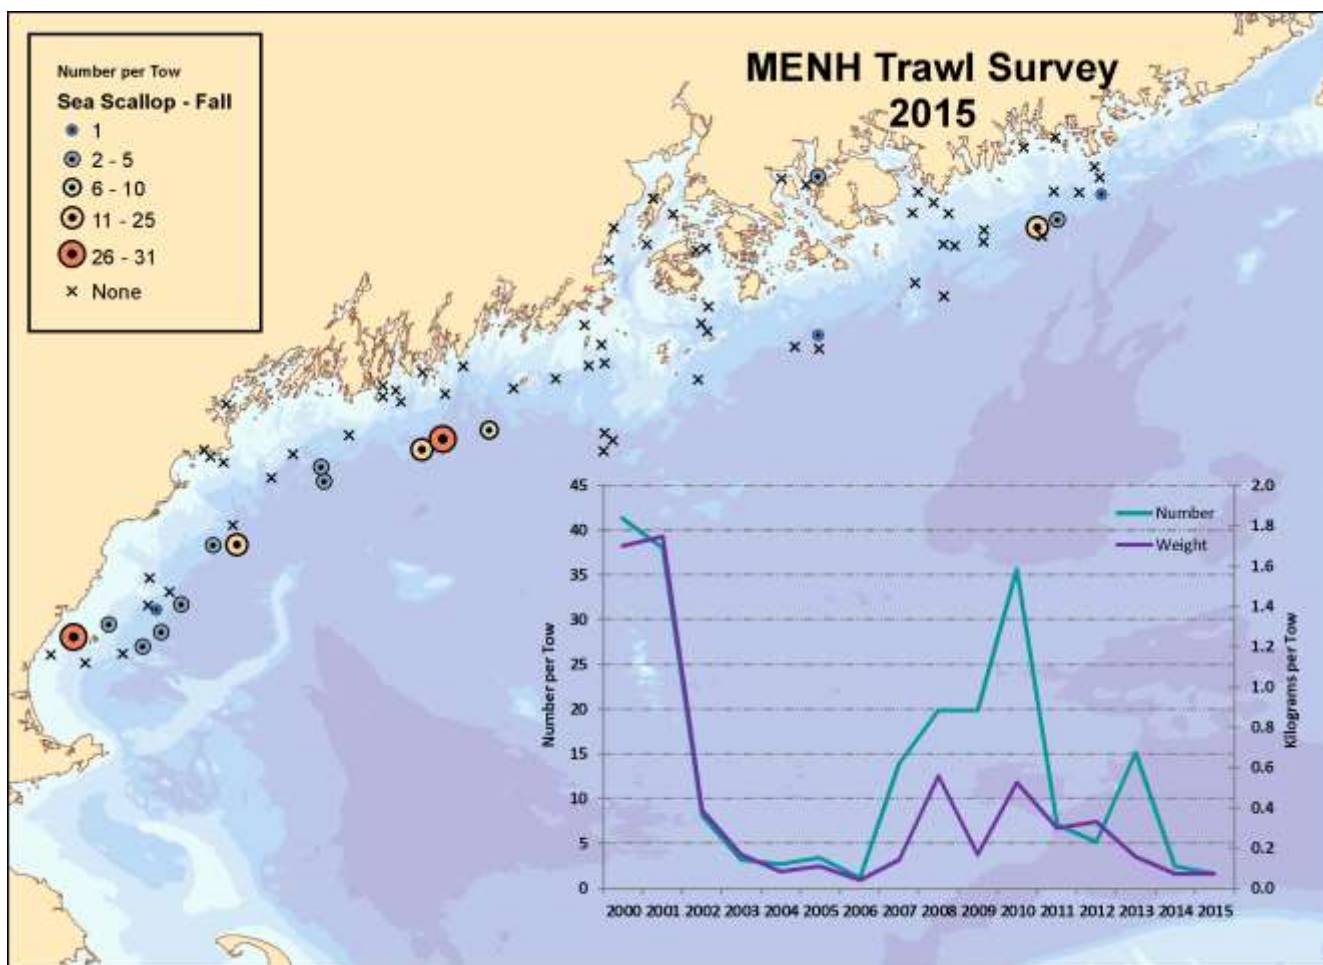 Number per Tow
Sea Scallop - Fall
1
2 - 5
6 - 10
11 - 25
26 - 31
× None
MENH Trawl Survey
2015
45
40
35
30
25
20
15
10
5
0
Number per Tow
Number
Weight
2.0
1.8
1.6
1.4
1.2
1.0
0.8
0.6
0.4
0.2
0.0
Kilograms per Tow
2000 2001 2002 2003 2004 2005 2006 2007 2008 2009 2010 2011 2012 2013 2014 2015